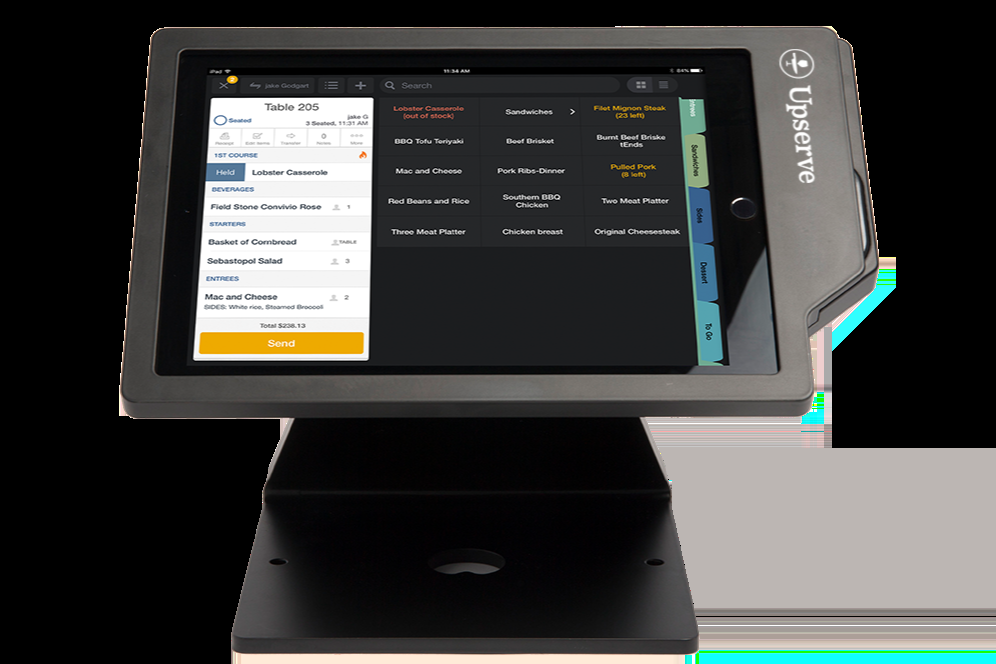 iPad
11:34 AM
84%
2
Jake Godgart
Search
Table 205
Seated
jake G
3 Seated, 11:31 AM
Receipt
Edit Items
Transfer
More
1ST COURSE
Held
Lobster Casserole
BEVERAGES
Field Stone Convivio Rose
1
STARTERS
Basket of Cornbread
TABLE
Sebastopol Salad
3
ENTREES
Mac and Cheese
2
SIDES: White rice, Steamed Broccoli
Total $238.13
Send
Lobster Casserole
(out of stock)
Sandwiches
Filet Mignon Steak
(23 left)
BBQ Tofu Teriyaki
Beef Brisket
Burnt Beef Briske
tEnds
Mac and Cheese
Pork Ribs-Dinner
Pulled Pork
(8 left)
Red Beans and Rice
Southern BBQ
Chicken
Two Meat Platter
Three Meat Platter
Chicken breast
Original Cheesesteak
Sandwiches
Sides
Dessert
To Go
Upserve